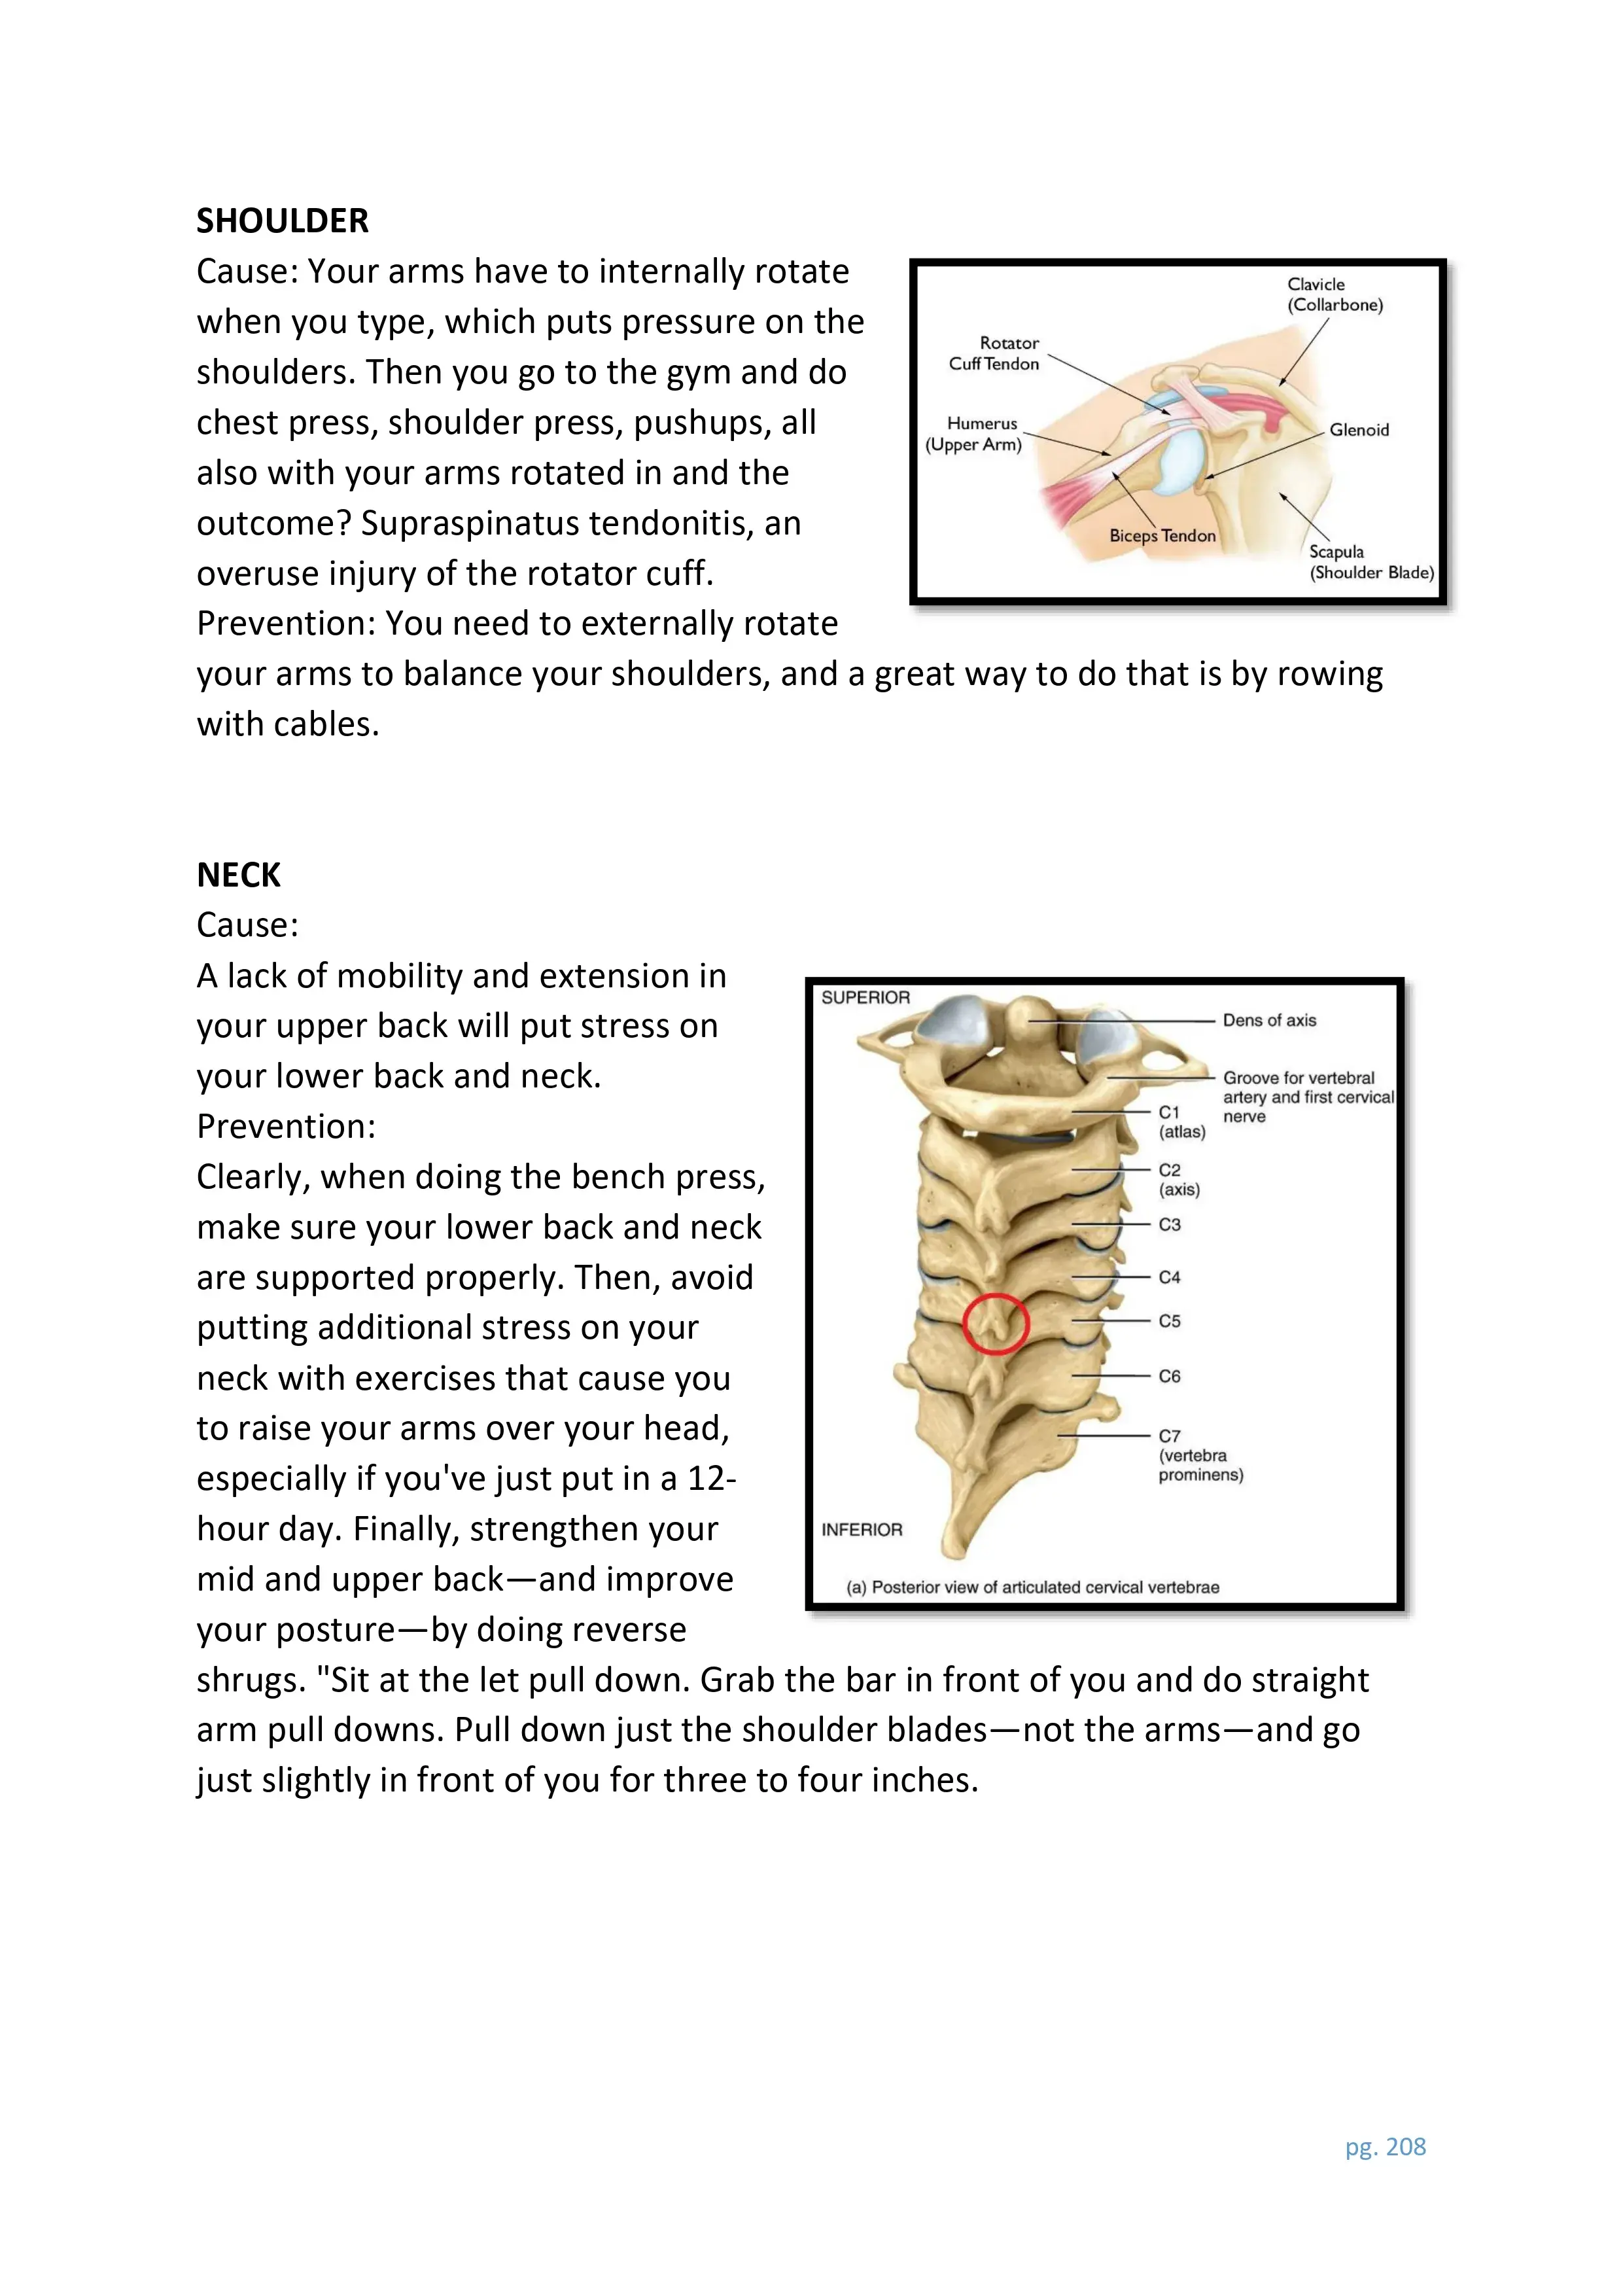 SHOULDER
Cause: Your arms have to internally rotate
when you type, which puts pressure on the
shoulders. Then you go to the gym and do
chest press, shoulder press, pushups, all
also with your arms rotated in and the
outcome? Supraspinatus tendonitis, an
overuse injury of the rotator cuff.
Prevention: You need to externally rotate
your arms to balance your shoulders, and a great way to do that is by rowing
with cables.
Clavicle
(Collarbone)
Rotator
Cuff Tendon
Humerus
(Upper Arm)
Glenoid
Biceps Tendon
Scapula
(Shoulder Blade)
NECK
Cause:
A lack of mobility and extension in
your upper back will put stress on
your lower back and neck.
Prevention:
Clearly, when doing the bench press,
make sure your lower back and neck
are supported properly. Then, avoid
putting additional stress on your
neck with exercises that cause you
to raise your arms over your head,
especially if you've just put in a 12-
hour day. Finally, strengthen your
mid and upper back—and improve
your posture—by doing reverse
shrugs. "Sit at the let pull down. Grab the bar in front of you and do straight
arm pull downs. Pull down just the shoulder blades—not the arms—and go
just slightly in front of you for three to four inches.
SUPERIOR
Dens of axis
Groove for vertebral
artery and first cervical
nerve
C1
(atlas)
C2
(axis)
C3
C4
C5
C6
C7
(vertebra
prominens)
INFERIOR
(a) Posterior view of articulated cervical vertebrae
pg. 208